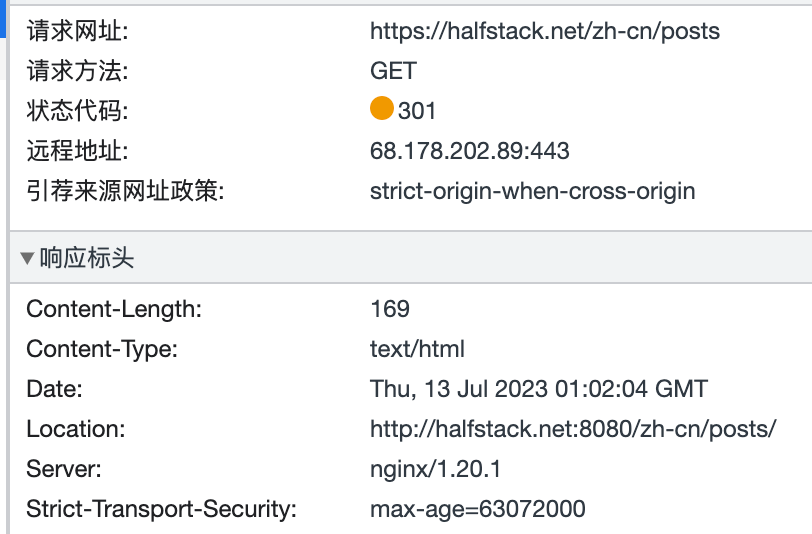 请求网址: https://halfstack.net/zh-cn/posts
请求方法: GET
状态代码: 301
远程地址: 68.178.202.89:443
引荐来源网址政策: strict-origin-when-cross-origin
响应标头
Content-Length: 169
Content-Type: text/html
Date: Thu, 13 Jul 2023 01:02:04 GMT
Location: http://halfstack.net:8080/zh-cn/posts/
Server: nginx/1.20.1
Strict-Transport-Security: max-age=63072000